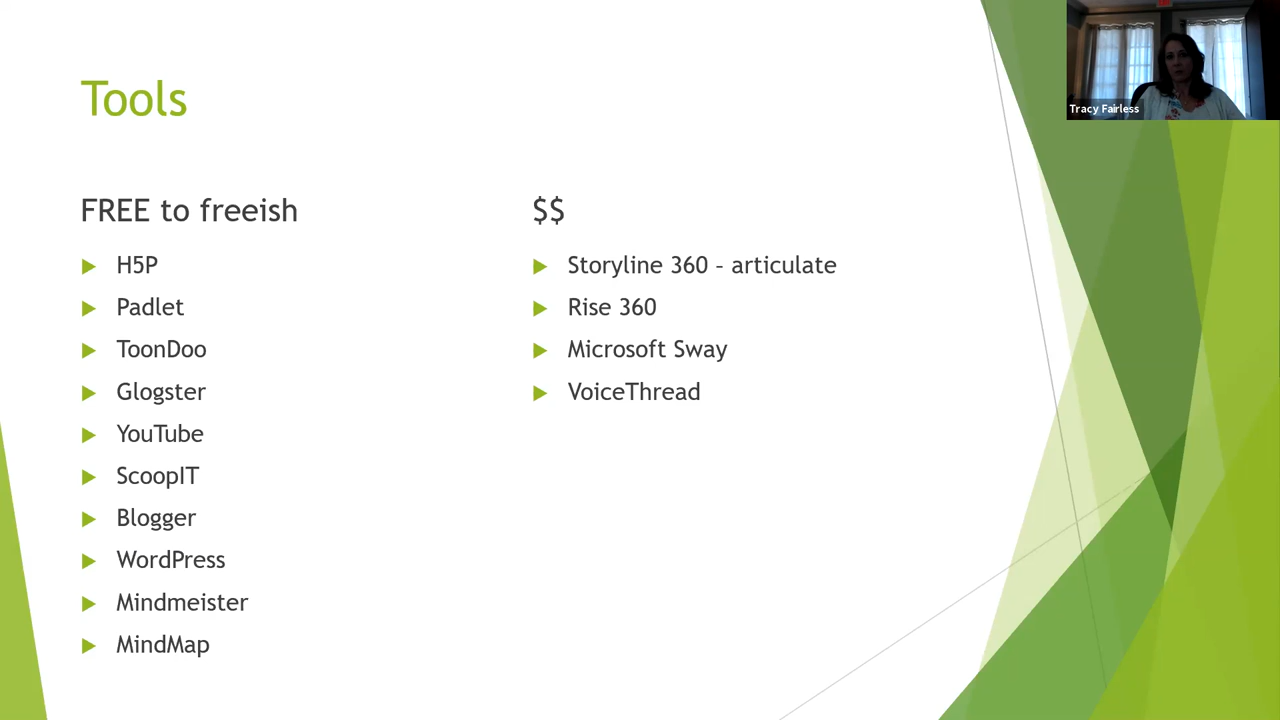 Tools
FREE to freeish
H5P
Padlet
ToonDoo
Glogster
YouTube
ScoopIT
Blogger
WordPress
Mindmeister
MindMap
$$
Storyline 360 – articulate
Rise 360
Microsoft Sway
VoiceThread
Tracy Fairless